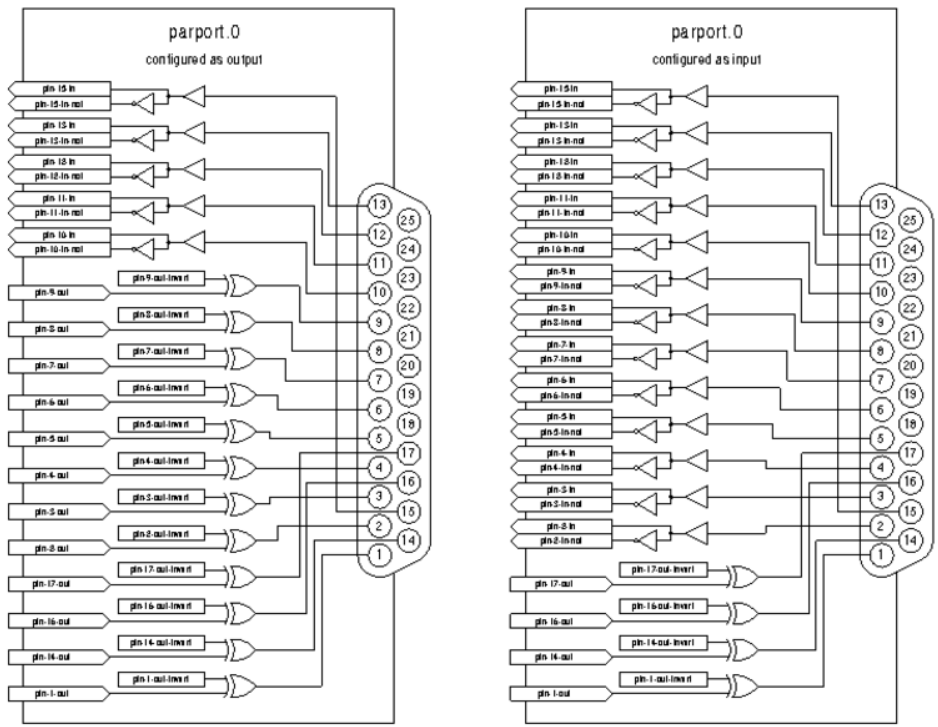 parport.0
configured as output
pin-15-in
pin-15-in-not
pin-13-in
pin-13-in-not
pin-12-in
pin-12-in-not
pin-11-in
pin-11-in-not
pin-10-in
pin-10-in-not
pin-9-out-invert
pin-9-out
pin-8-out-invert
pin-8-out
pin-7-out-invert
pin-7-out
pin-6-out-invert
pin-6-out
pin-5-out-invert
pin-5-out
pin-4-out-invert
pin-4-out
pin-3-out-invert
pin-3-out
pin-2-out-invert
pin-2-out
pin-17-out-invert
pin-17-out
pin-16-out-invert
pin-16-out
pin-14-out-invert
pin-14-out
pin-1-out-invert
pin-1-out
13
25
12
24
11
23
10
22
9
21
8
20
7
19
6
18
5
17
4
16
3
15
2
14
1
parport.0
configured as input
pin-15-in
pin-15-in-not
pin-13-in
pin-13-in-not
pin-12-in
pin-12-in-not
pin-11-in
pin-11-in-not
pin-10-in
pin-10-in-not
pin-9-in
pin-9-in-not
pin-8-in
pin-8-in-not
pin-7-in
pin-7-in-not
pin-6-in
pin-6-in-not
pin-5-in
pin-5-in-not
pin-4-in
pin-4-in-not
pin-3-in
pin-3-in-not
pin-2-in
pin-2-in-not
pin-17-out-invert
pin-17-out
pin-16-out-invert
pin-16-out
pin-14-out-invert
pin-14-out
pin-1-out-invert
pin-1-out
13
25
12
24
11
23
10
22
9
21
8
20
7
19
6
18
5
17
4
16
3
15
2
14
1